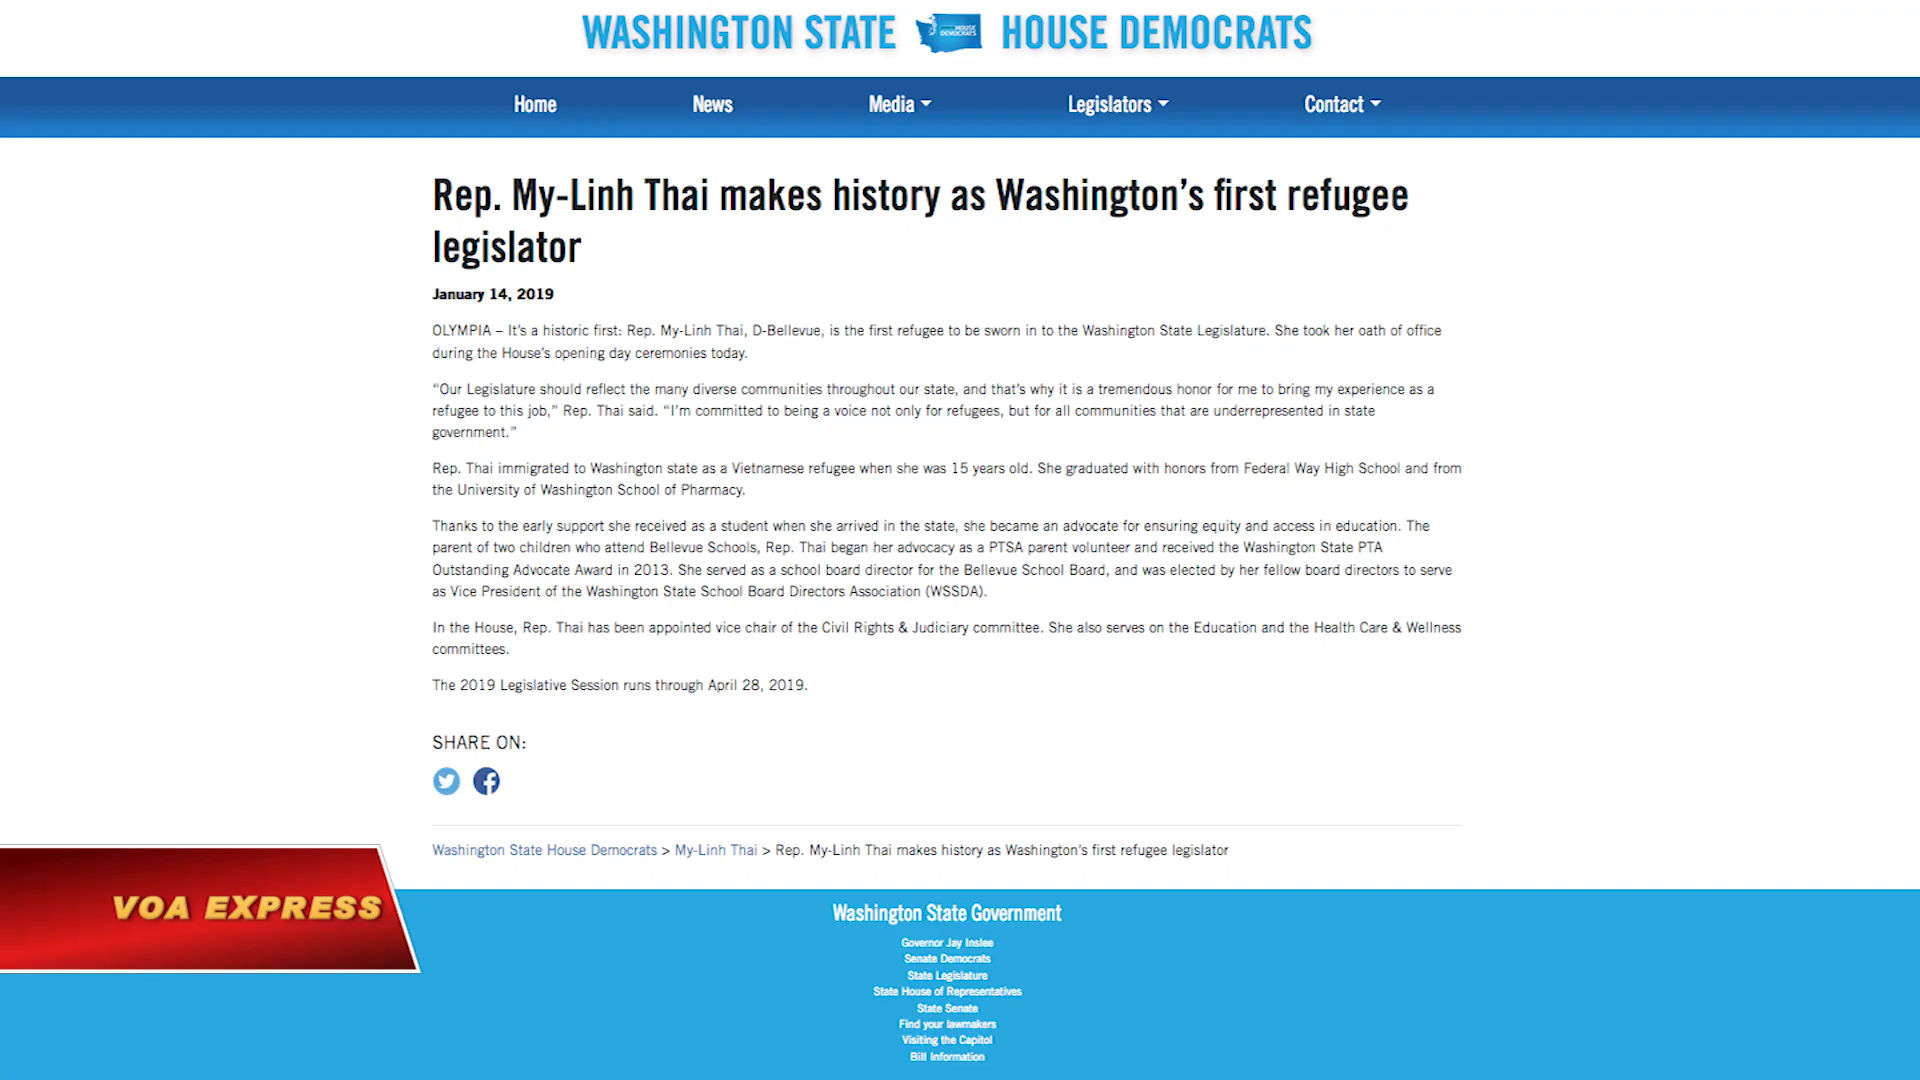 WASHINGTON STATE HOUSE DEMOCRATS
Home News Media Legislators Contact
Rep. My-Linh Thai makes history as Washington’s first refugee
legislator
January 14, 2019
OLYMPIA – It’s a historic first: Rep. My-Linh Thai, D-Bellevue, is the first refugee to be sworn in to the Washington State Legislature. She took her oath of office
during the House’s opening day ceremonies today.
“Our Legislature should reflect the many diverse communities throughout our state, and that’s why it is a tremendous honor for me to bring my experience as a
refugee to this job,” Rep. Thai said. “I’m committed to being a voice not only for refugees, but for all communities that are underrepresented in state
government.”
Rep. Thai immigrated to Washington state as a Vietnamese refugee when she was 15 years old. She graduated with honors from Federal Way High School and from
the University of Washington School of Pharmacy.
Thanks to the early support she received as a student when she arrived in the state, she became an advocate for ensuring equity and access in education. The
parent of two children who attend Bellevue Schools, Rep. Thai began her advocacy as a PTSA parent volunteer and received the Washington State PTA
Outstanding Advocate Award in 2013. She served as a school board director for the Bellevue School Board, and was elected by her fellow board directors to serve
as Vice President of the Washington State School Board Directors Association (WSSDA).
In the House, Rep. Thai has been appointed vice chair of the Civil Rights & Judiciary committee. She also serves on the Education and the Health Care & Wellness
committees.
The 2019 Legislative Session runs through April 28, 2019.
SHARE ON:
Washington State House Democrats > My-Linh Thai > Rep. My-Linh Thai makes history as Washington’s first refugee legislator
VOA EXPRESS
Washington State Government
Governor Jay Inslee
Senate Democrats
State Legislature
State House of Representatives
State Senate
Find your lawmakers
Visiting the Capitol
Bill Information